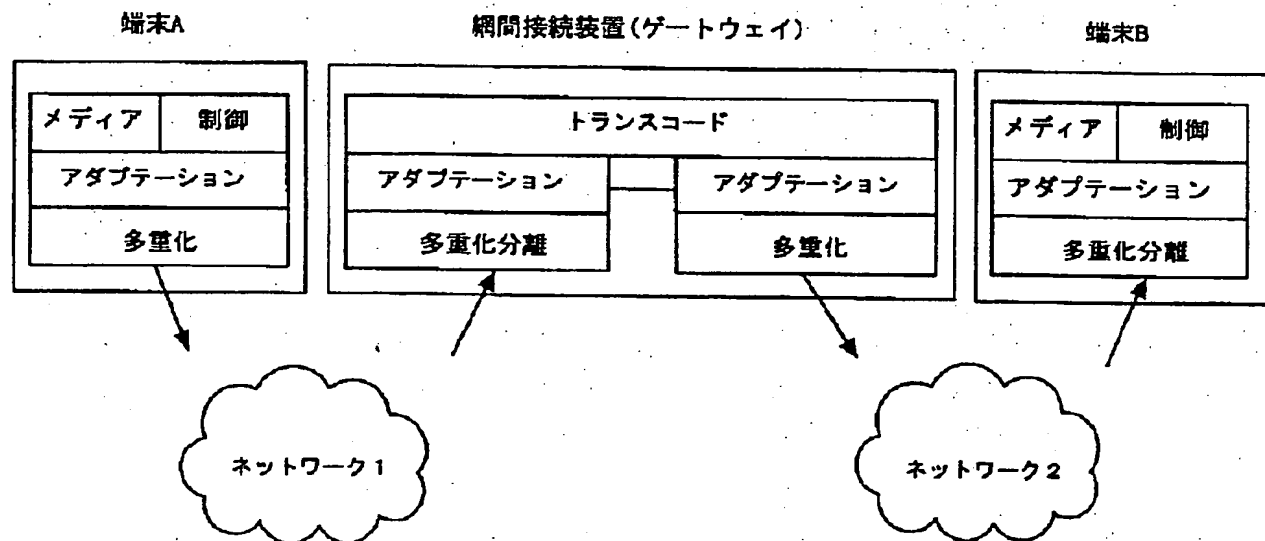 端末A
網間接続装置(ゲートウェイ)
端末B
メディア 制御
アダプテーション
多重化
トランスコード
アダプテーション アダプテーション
多重化分離 多重化
メディア 制御
アダプテーション
多重化分離
ネットワーク1
ネットワーク2